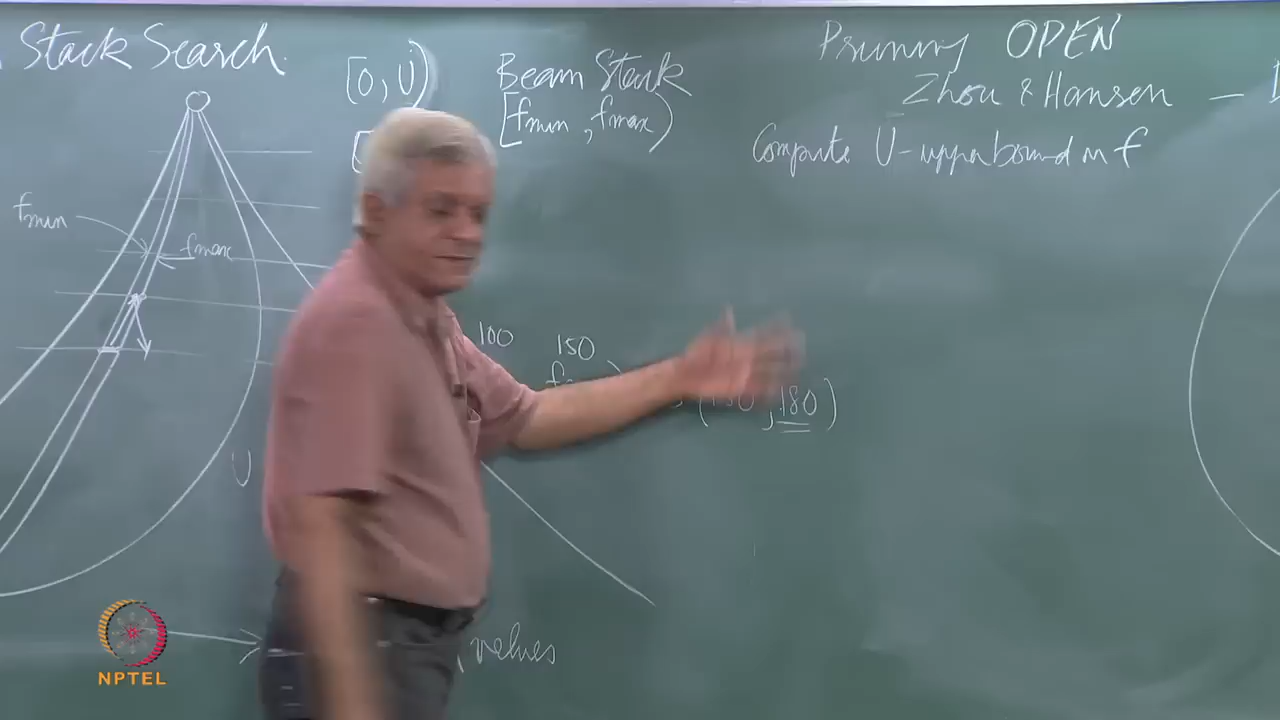 Stack Search.
[0, U)
[
Beam Stack
[fmin, fmax)
Pruning OPEN
Zhou & Hansen —
Compute U - upper bound on f
fmin
fmax
100
150
180)
U
values
NPTEL